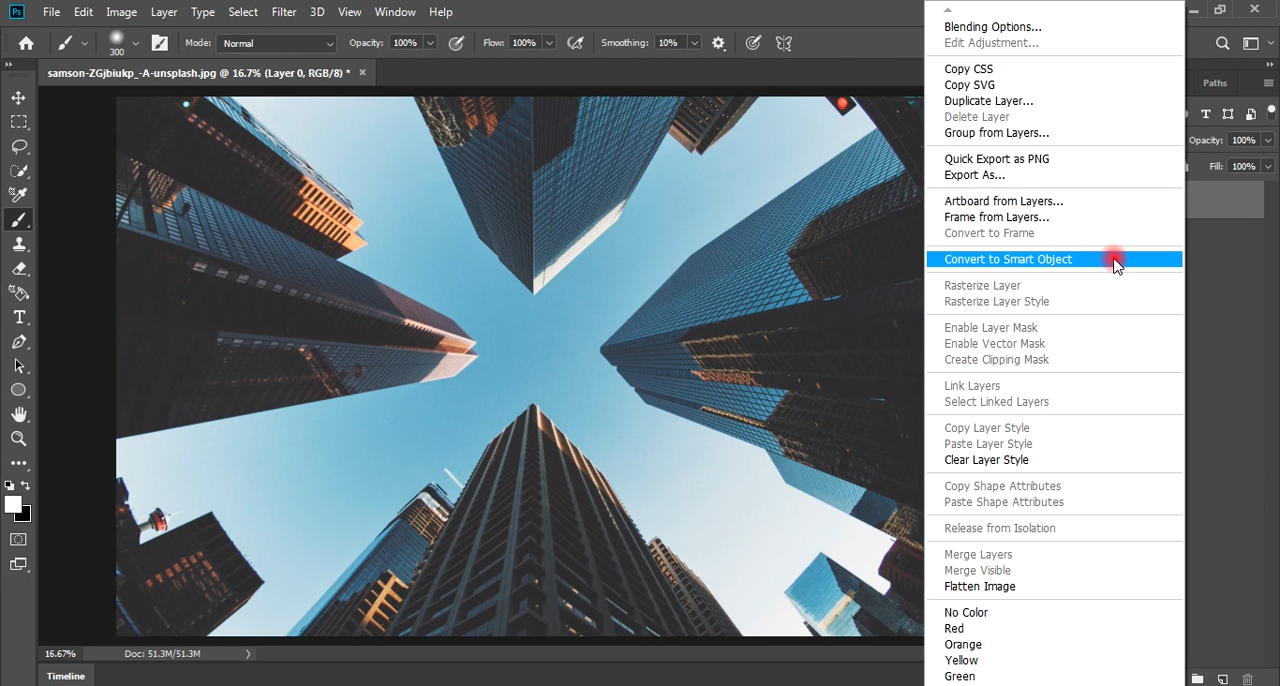 Ps File Edit Image Layer Type Select Filter 3D View Window Help
300 Mode: Normal Opacity: 100% Flow: 100% Smoothing: 10%
samson-ZGjbiukp_-A-unsplash.jpg @ 16.7% (Layer 0, RGB/8) * ×
Paths
Opacity: 100%
Fill: 100%
Blending Options...
Edit Adjustment...
Copy CSS
Copy SVG
Duplicate Layer...
Delete Layer
Group from Layers...
Quick Export as PNG
Export As...
Artboard from Layers...
Frame from Layers...
Convert to Frame
Convert to Smart Object
Rasterize Layer
Rasterize Layer Style
Enable Layer Mask
Enable Vector Mask
Create Clipping Mask
Link Layers
Select Linked Layers
Copy Layer Style
Paste Layer Style
Clear Layer Style
Copy Shape Attributes
Paste Shape Attributes
Release from Isolation
Merge Layers
Merge Visible
Flatten Image
No Color
Red
Orange
Yellow
Green
16.67% Doc: 51.3M/51.3M
Timeline